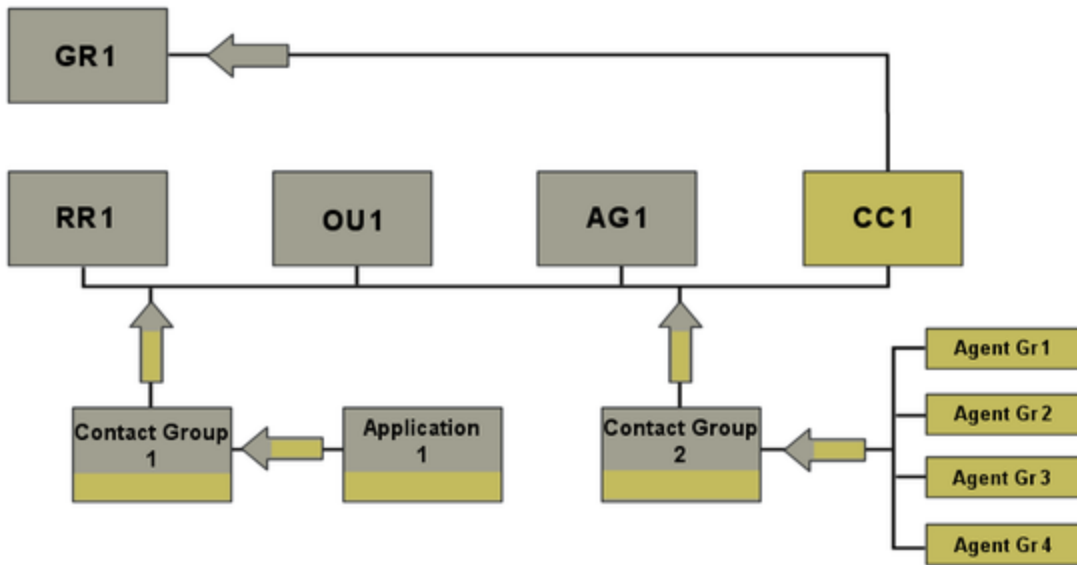 GR1
RR1
OU1
AG1
CC1
Contact Group
1
Application
1
Contact Group
2
Agent Gr1
Agent Gr2
Agent Gr3
Agent Gr4